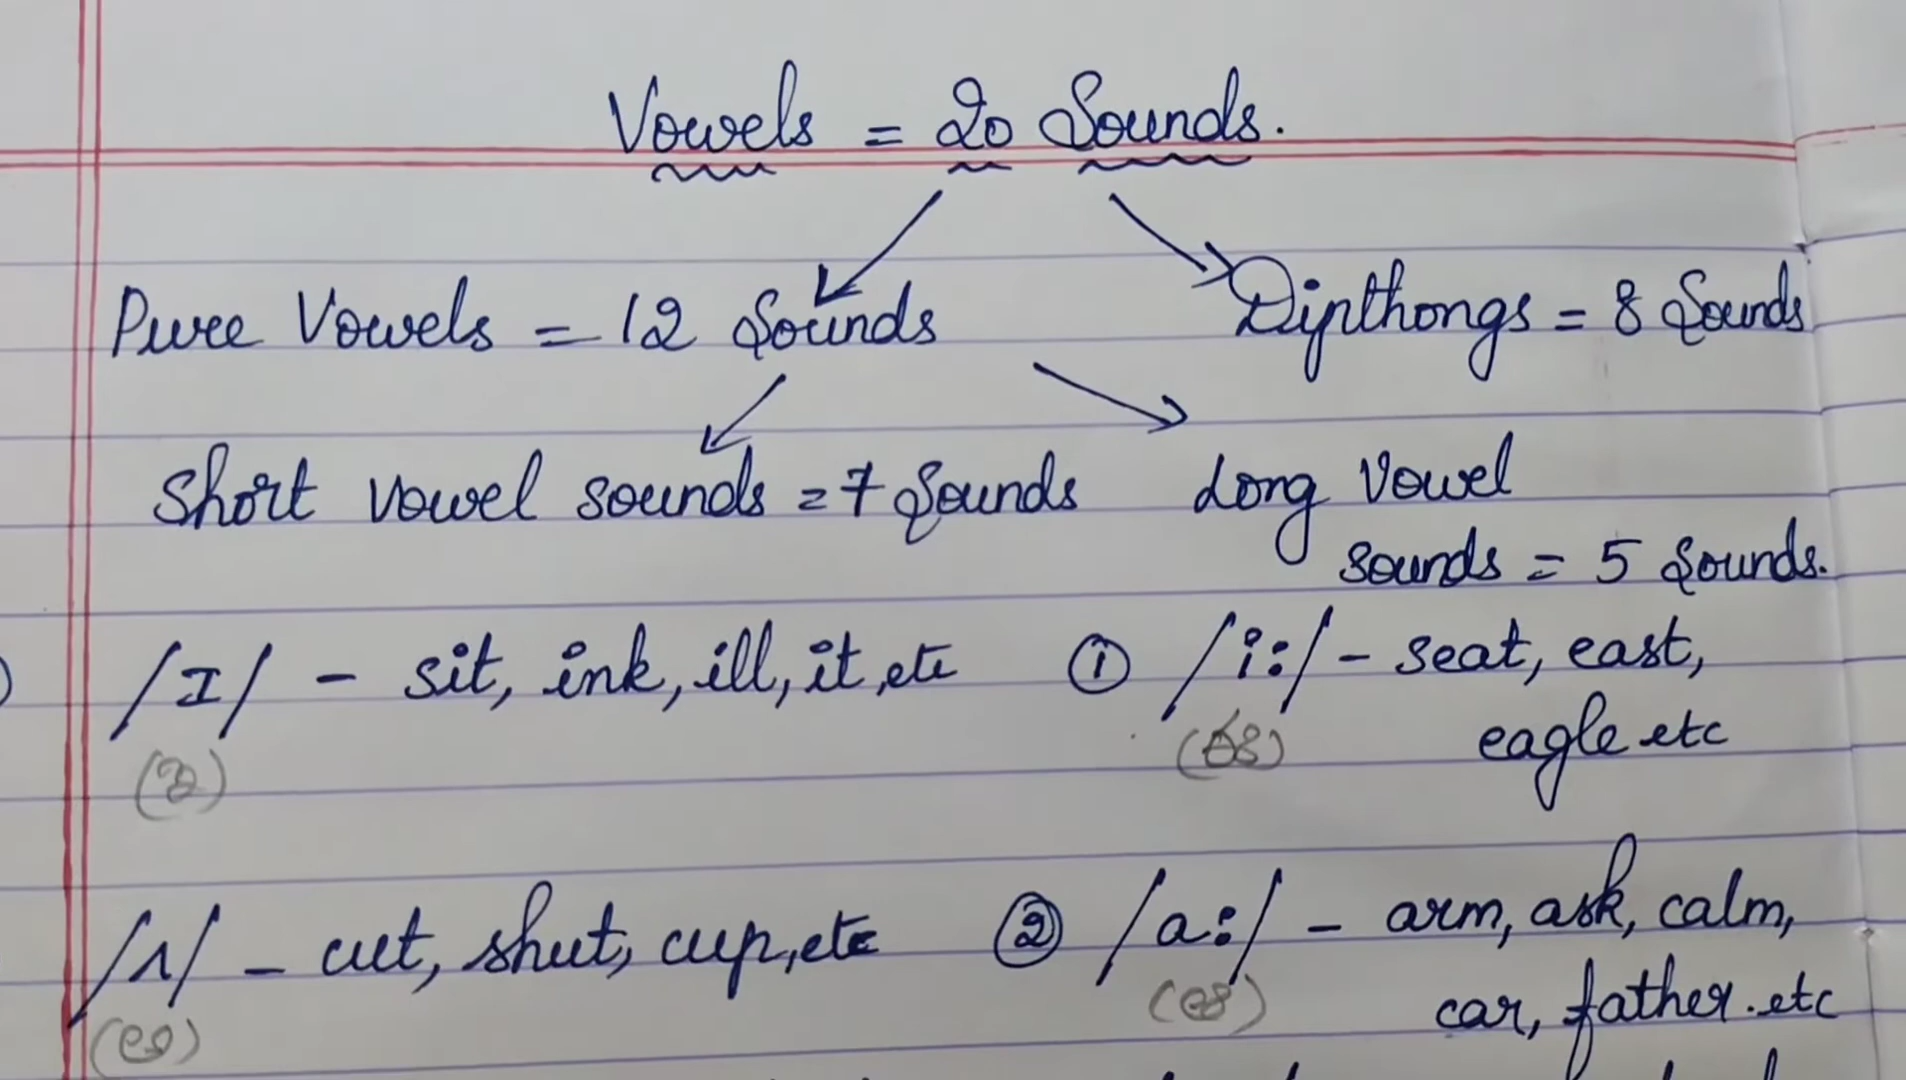 Vowels = 20 Sounds.
Pure Vowels = 12 Sounds
Dipthongs = 8 Sounds
Short vowel sounds = 7 Sounds
Long Vowel
sounds = 5 Sounds.
/I/ - sit, ink, ill, it, etc
① /i:/ - seat, east,
eagle etc
/ʌ/ - cut, shut, cup, etc
② /a:/ - arm, ask, calm,
car, father. etc